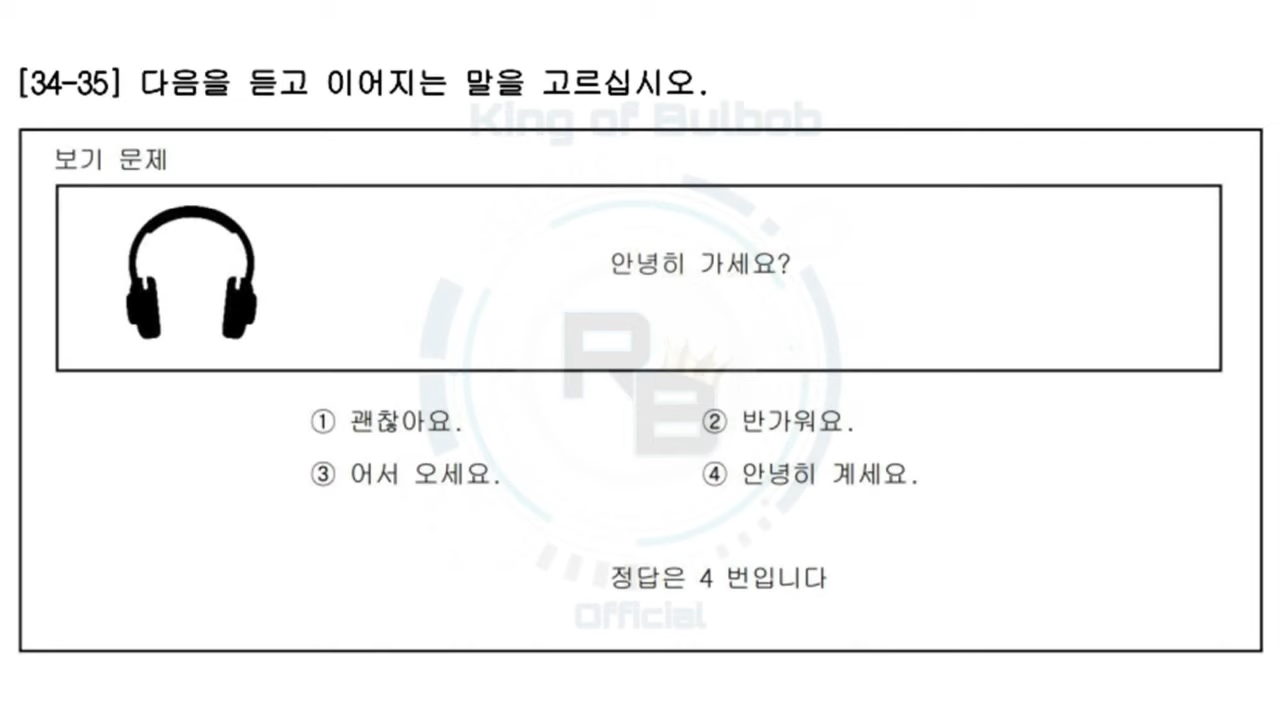 [34-35] 다음을 듣고 이어지는 말을 고르십시오.
King of Bulbob
보기 문제
안녕히 가세요?
RB
① 괜찮아요.
② 반가워요.
③ 어서 오세요.
④ 안녕히 계세요.
정답은 4 번입니다
Official